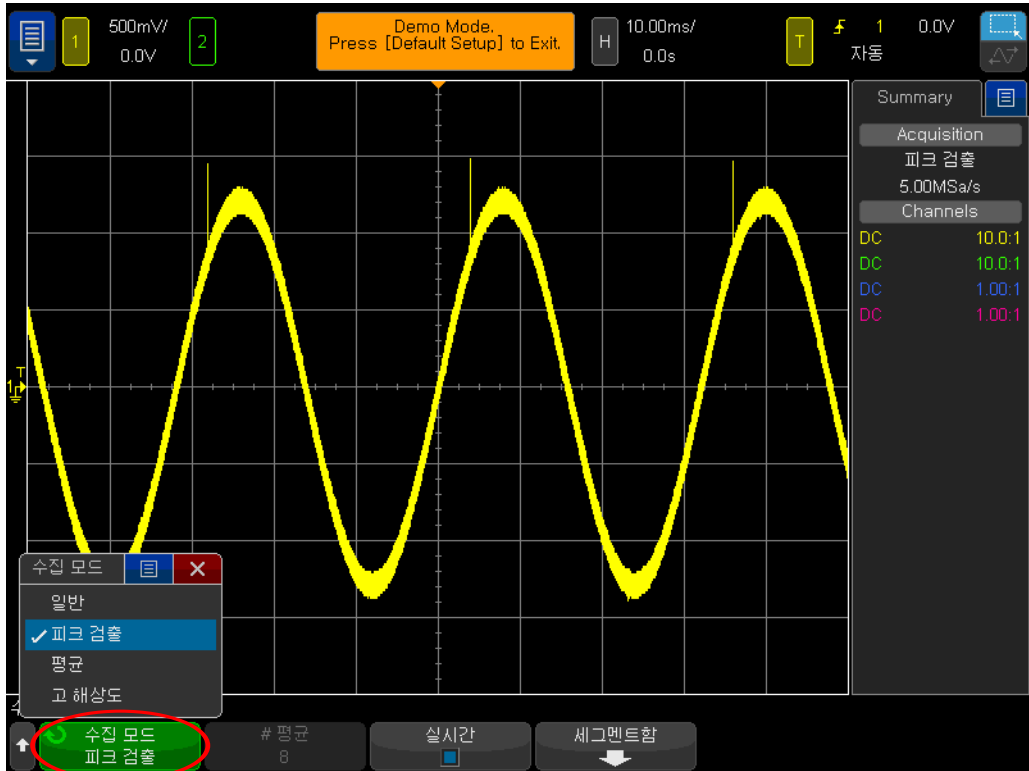 1
500mV/
0.0V
2
Demo Mode,
Press [Default Setup] to Exit.
H
10.00ms/
0.0s
T
1
0.0V
자동
Summary
Acquisition
피크 검출
5.00MSa/s
Channels
DC 10.0:1
DC 10.0:1
DC 1.00:1
DC 1.00:1
T
1
수집 모드
일반
피크 검출
평균
고 해상도
수집 모드
피크 검출
# 평균
8
실시간
세그멘트함